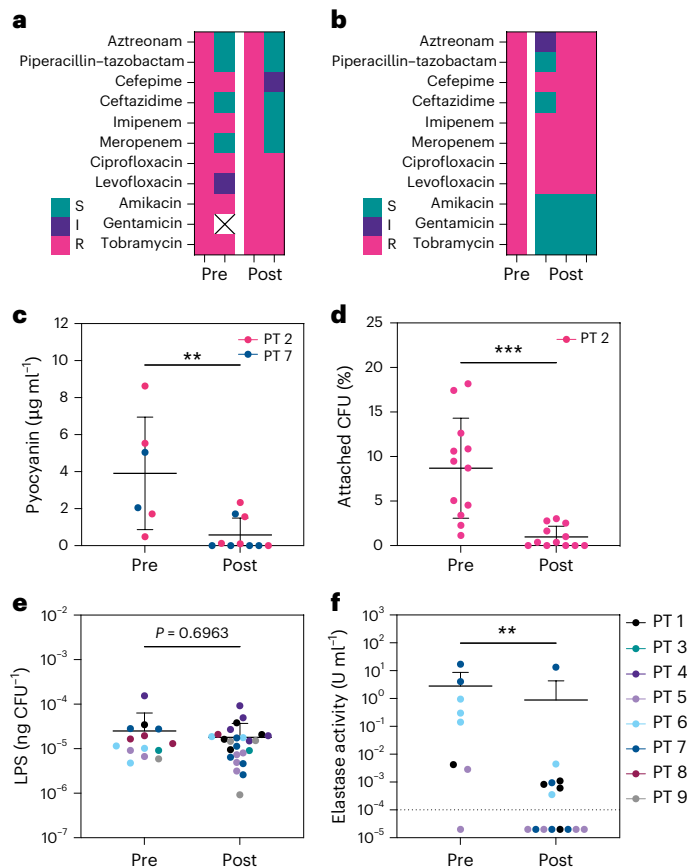 a
Aztreonam
Piperacillin–tazobactam
Cefepime
Ceftazidime
Imipenem
Meropenem
Ciprofloxacin
Levofloxacin
Amikacin
Gentamicin
Tobramycin
S
I
R
Pre Post
b
Aztreonam
Piperacillin–tazobactam
Cefepime
Ceftazidime
Imipenem
Meropenem
Ciprofloxacin
Levofloxacin
Amikacin
Gentamicin
Tobramycin
S
I
R
Pre Post
c
Pyocyanin (µg ml⁻¹)
12
10
8
6
4
2
0
**
PT 2
PT 7
Pre Post
d
Attached CFU (%)
25
20
15
10
5
0
***
PT 2
Pre Post
e
LPS (ng CFU⁻¹)
10⁻²
10⁻³
10⁻⁴
10⁻⁵
10⁻⁶
10⁻⁷
P = 0.6963
Pre Post
f
Elastase activity (U ml⁻¹)
10³
10²
10¹
10⁰
10⁻¹
10⁻²
10⁻³
10⁻⁴
10⁻⁵
**
Pre Post
PT 1
PT 3
PT 4
PT 5
PT 6
PT 7
PT 8
PT 9